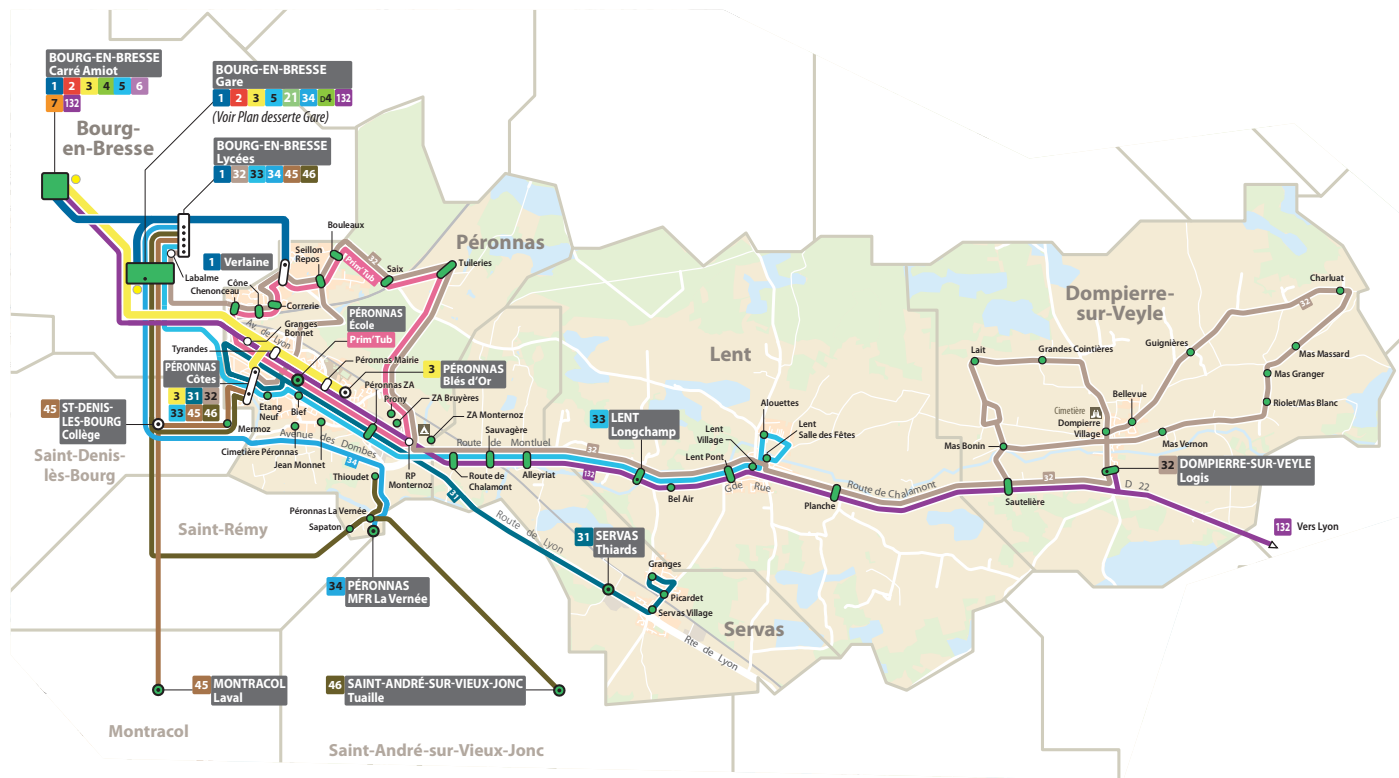 BOURG-EN-BRESSE
Carré Amiot
1 2 3 4 5 6
7 132
Bourg-
en-Bresse
BOURG-EN-BRESSE
Gare
1 2 3 5 21 34 D4 132
(Voir Plan desserte Gare)
BOURG-EN-BRESSE
Lycées
1 32 33 34 45 46
1 Verlaine
Labalme
Chenonceau
Cône
Correrie
Seillon
Repos
Bouleaux
32
Prim'Tub
Saix
Tuileries
Péronnas
Av. de Lyon
Granges
Bonnet
PÉRONNAS
École
Prim'Tub
Tyrandes
PÉRONNAS
Côtes
3 31 32
33 45 46
Péronnas Mairie
3 PÉRONNAS
Blés d'Or
Péronnas ZA
Prony
ZA Bruyères
ZA Monternoz
45 ST-DENIS-
LES-BOURG
Collège
Saint-Denis-
lès-Bourg
Mermoz
Etang
Neuf
Bief
Avenue des Dombes
Cimetière Péronnas
Jean Monnet
34
Thioudet
RP
Monternoz
Route de Montluel
Sauvagère
Route de
Chalamont
Alleyriat
132
32
33 LENT
Longchamp
Bel Air
Lent
Lent
Village
Lent Pont
Alouettes
Lent
Salle des Fêtes
Gde Rue
Planche
Route de Chalamont
Dompierre-
sur-Veyle
Charluat
32
Guignières
Mas Massard
Mas Granger
Riolet/Mas Blanc
Lait
Grandes Cointières
Bellevue
Cimetière
Dompierre
Village
Mas Vernon
Mas Bonin
32
Sautelière
32 DOMPIERRE-SUR-VEYLE
Logis
D 22
132 Vers Lyon
Saint-Rémy
Péronnas La Vernée
Sapaton
34 PÉRONNAS
MFR La Vernée
31
Route de Lyon
31 SERVAS
Thiards
Granges
Picardet
Servas Village
Servas
Rte de Lyon
45 MONTRACOL
Laval
46 SAINT-ANDRÉ-SUR-VIEUX-JONC
Tuaille
Montracol
Saint-André-sur-Vieux-Jonc